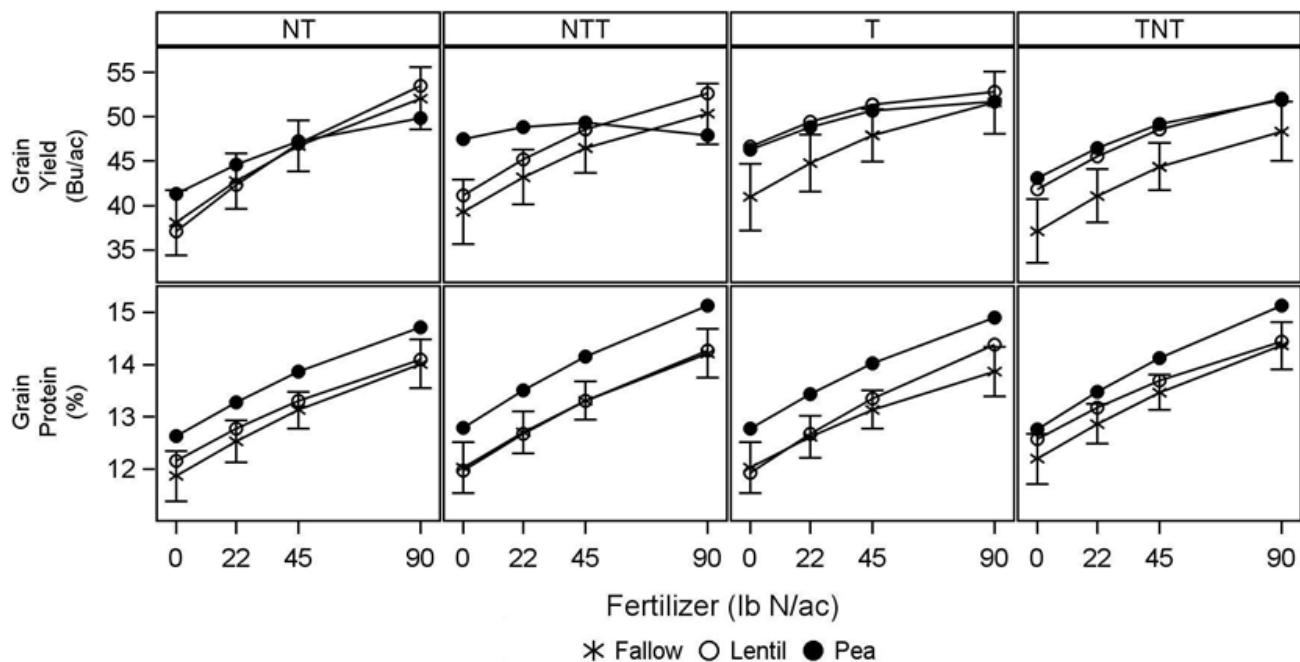 NT NTT T TNT
Grain
Yield
(Bu/ac)
55
50
45
40
35
Grain
Protein
(%)
15
14
13
12
0 22 45 90 0 22 45 90 0 22 45 90 0 22 45 90
Fertilizer (lb N/ac)
Fallow Lentil Pea